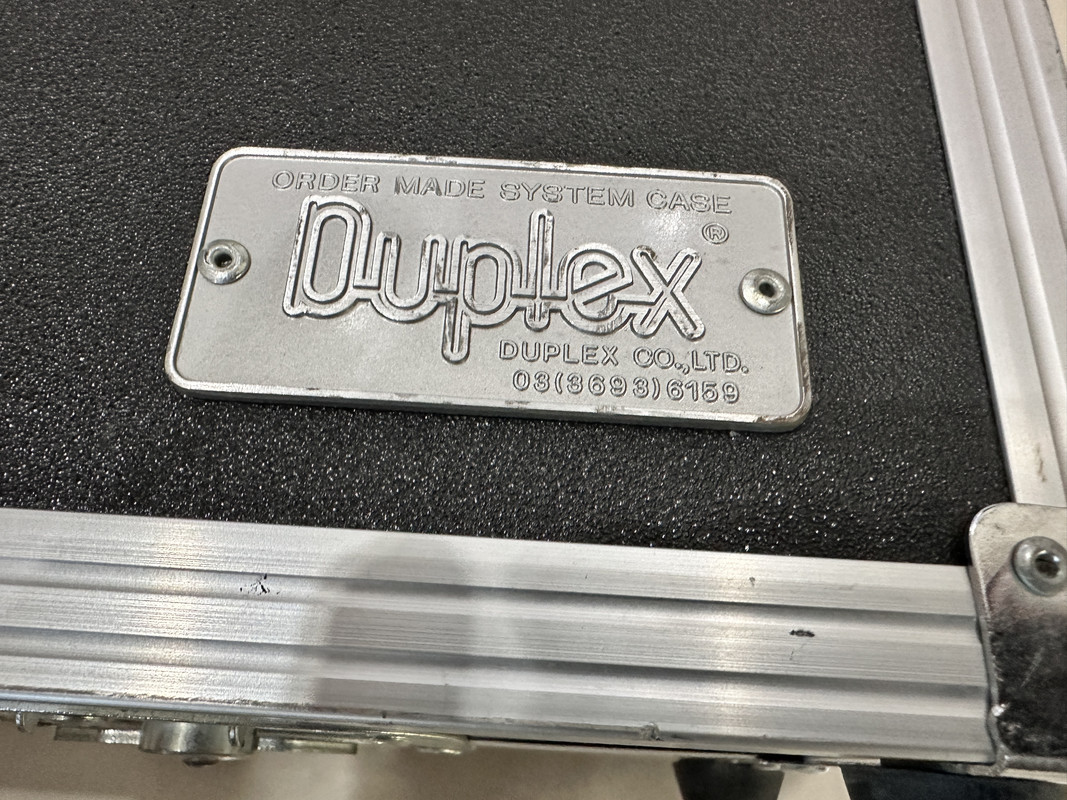 ORDER MADE SYSTEM CASE
Duplex®
DUPLEX CO.,LTD.
03(3693)6159